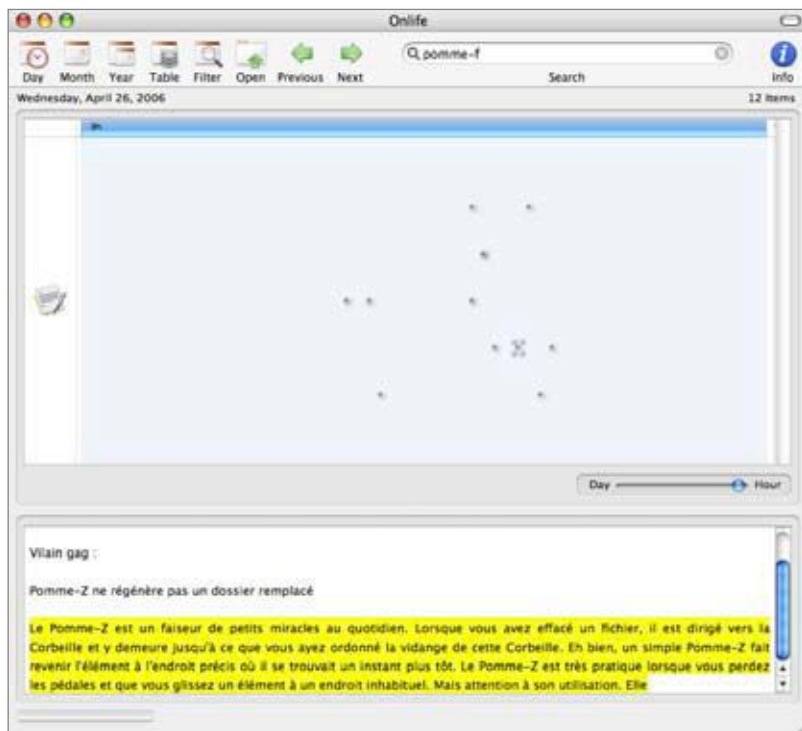 Onlife
Day Month Year Table Filter Open Previous Next
pomme-f
Search
Info
Wednesday, April 26, 2006
12 Items
Day
Hour
Vilain gag :
Pomme-Z ne régénère pas un dossier remplacé
Le Pomme-Z est un faiseur de petits miracles au quotidien. Lorsque vous avez effacé un fichier, il est dirigé vers la
Corbeille et y demeure jusqu'à ce que vous ayez ordonné la vidange de cette Corbeille. Eh bien, un simple Pomme-Z fait
revenir l'élément à l'endroit précis où il se trouvait un instant plus tôt. Le Pomme-Z est très pratique lorsque vous perdez
les pédales et que vous glissez un élément à un endroit inhabituel. Mais attention à son utilisation. Elle